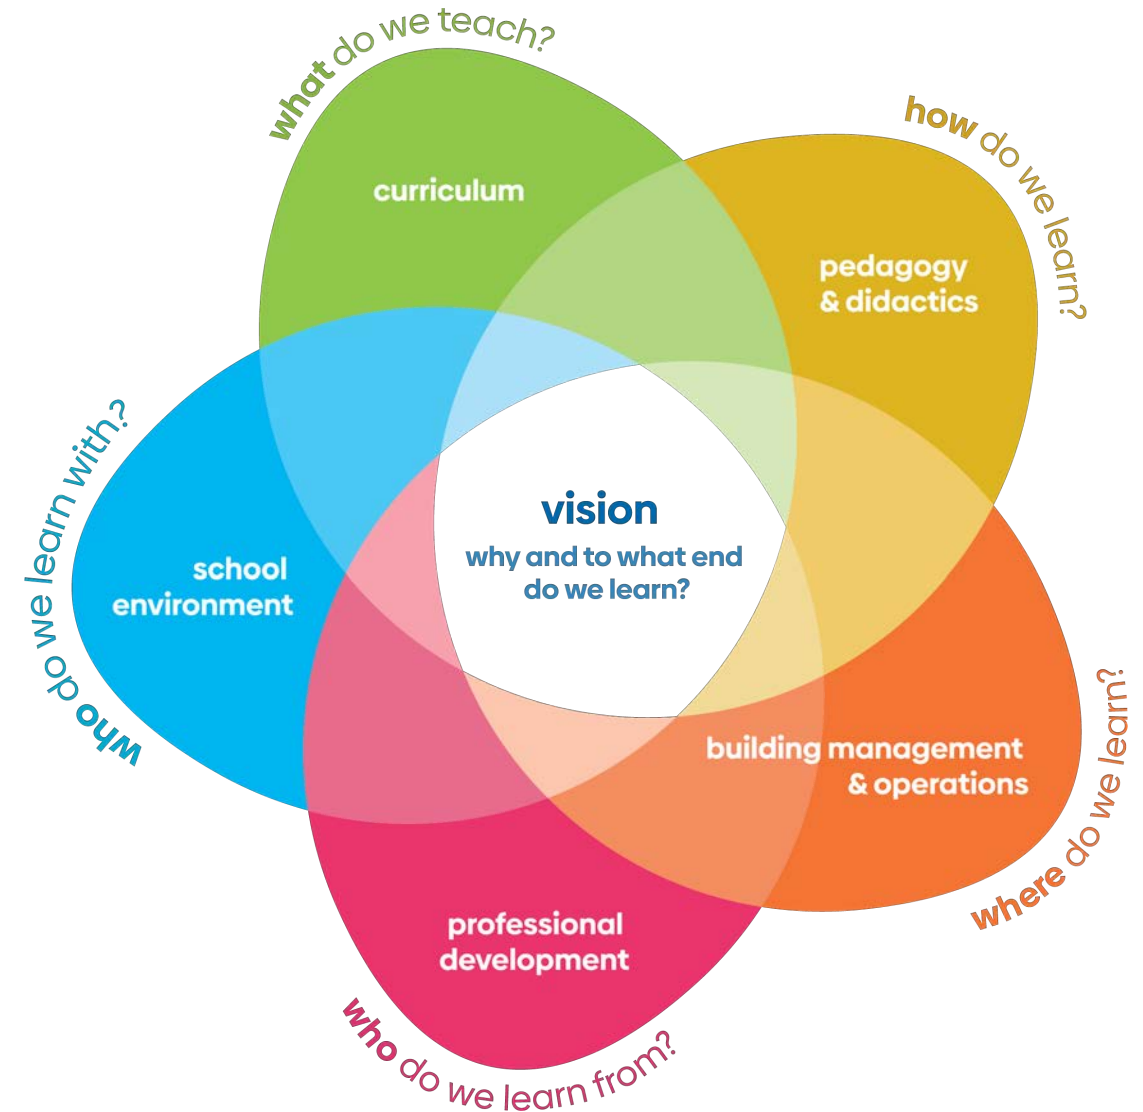 what do we teach?
curriculum
how do we learn?
pedagogy
& didactics
who do we learn with?
school
environment
vision
why and to what end
do we learn?
building management
& operations
where do we learn?
professional
development
who do we learn from?